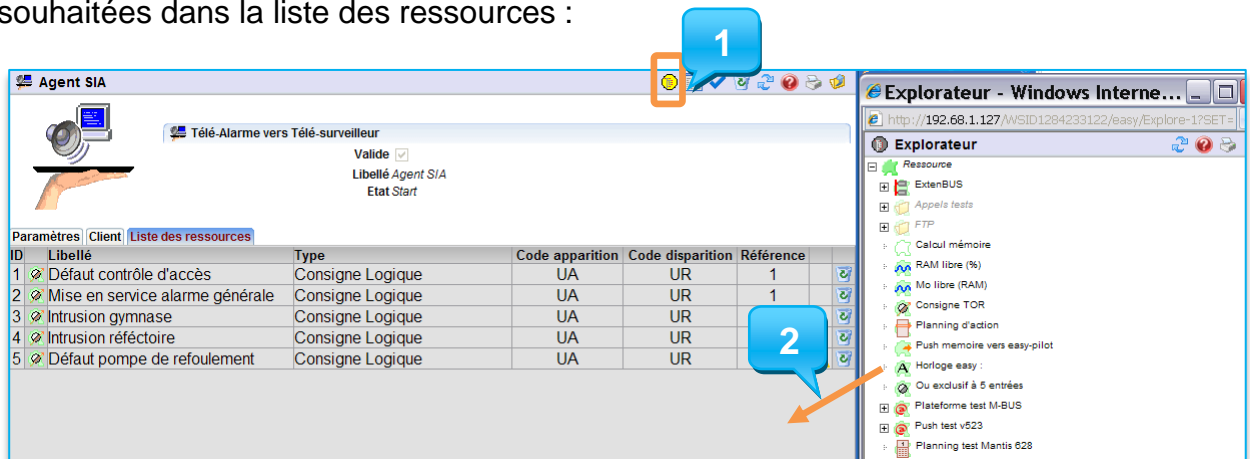 souhaitées dans la liste des ressources :
1
Agent SIA
Télé-Alarme vers Télé-surveilleur
Valide
Libellé Agent SIA
Etat Start
Paramètres Client Liste des ressources
ID Libellé Type Code apparition Code disparition Référence
1 Défaut contrôle d'accès Consigne Logique UA UR 1
2 Mise en service alarme générale Consigne Logique UA UR 1
3 Intrusion gymnase Consigne Logique UA UR
4 Intrusion réféctoire Consigne Logique UA UR
5 Défaut pompe de refoulement Consigne Logique UA UR
2
Explorateur - Windows Interne...
http://192.68.1.127/WSID1284233122/easy/Explore-1?SET=
Explorateur
Ressource
ExtenBUS
Appels tests
FTP
Calcul mémoire
RAM libre (%)
Mo libre (RAM)
Consigne TOR
Planning d'action
Push memoire vers easy-pilot
Horloge easy :
Ou exclusif à 5 entrées
Plateforme test M-BUS
Push test v523
Planning test Mantis 628